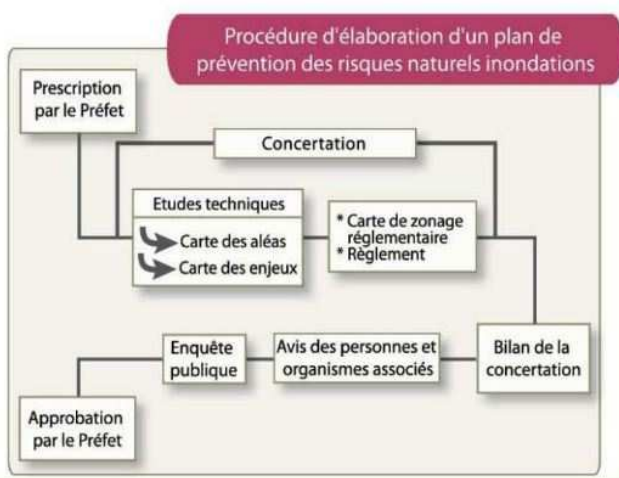 Procédure d'élaboration d'un plan de
prévention des risques naturels inondations
Prescription
par le Préfet
Concertation
Etudes techniques
Carte des aléas
Carte des enjeux
* Carte de zonage
réglementaire
* Règlement
Bilan de la
concertation
Avis des personnes et
organismes associés
Enquête
publique
Approbation
par le Préfet